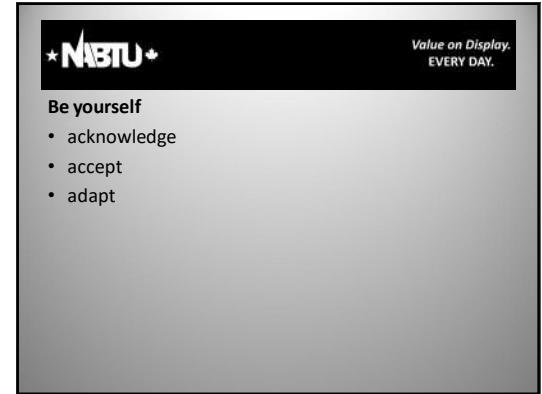 NABTU
Value on Display.
EVERY DAY.
Be yourself
• acknowledge
• accept
• adapt